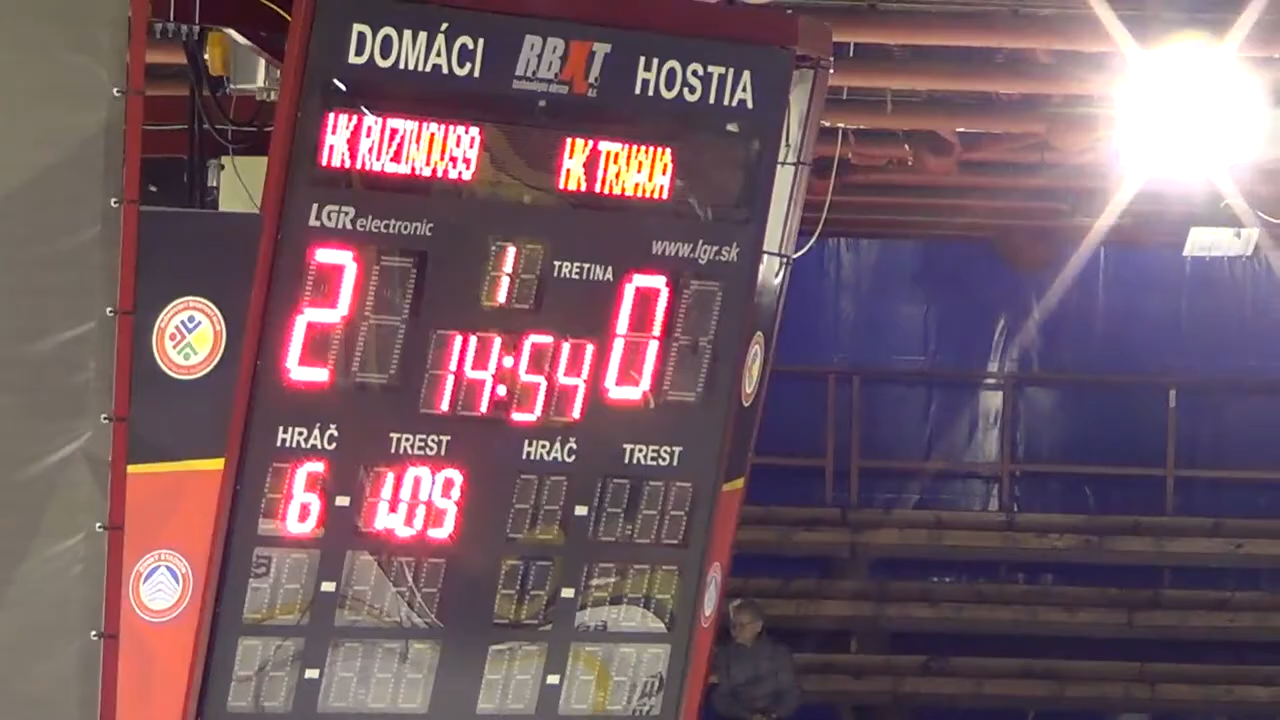 DOMÁCI RBXT HOSTIA
HK RUZINOV99 HK TRNAVA
LGR electronic
www.lgr.sk
1 TRETINA
2 0
14:54
HRÁČ TREST HRÁČ TREST
6 - 1.09